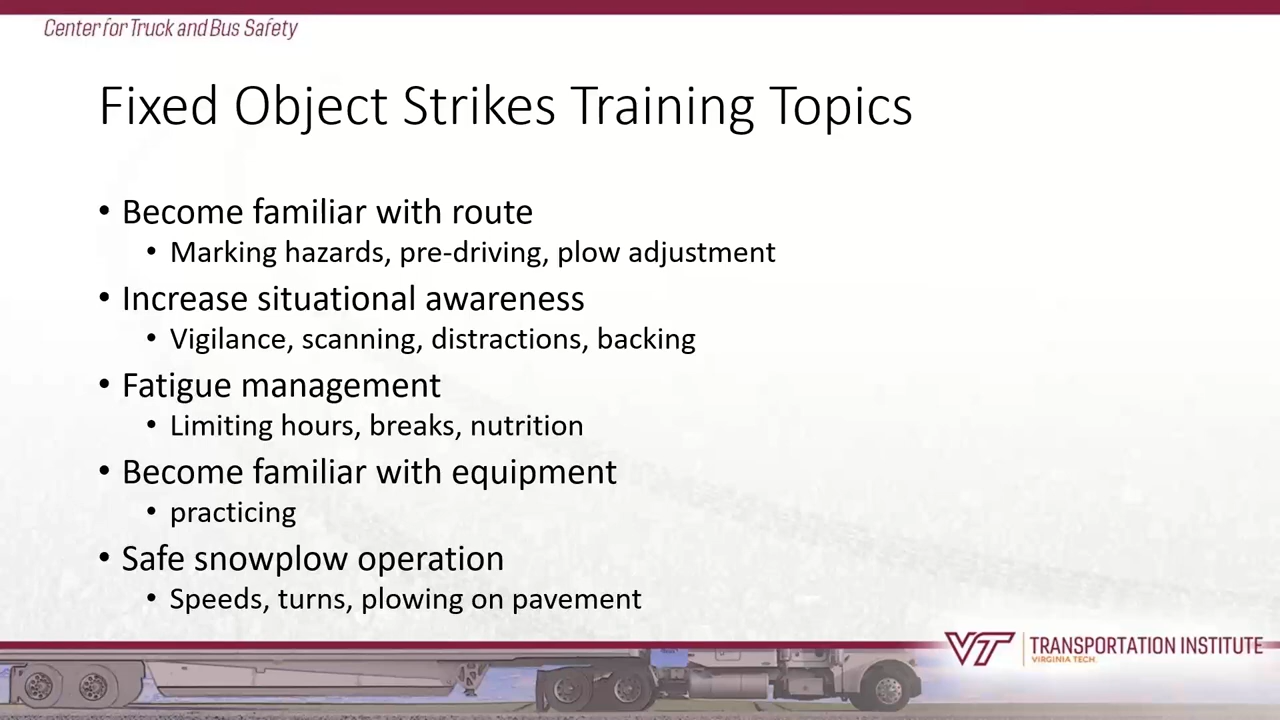 Center for Truck and Bus Safety
Fixed Object Strikes Training Topics
• Become familiar with route
• Marking hazards, pre-driving, plow adjustment
• Increase situational awareness
• Vigilance, scanning, distractions, backing
• Fatigue management
• Limiting hours, breaks, nutrition
• Become familiar with equipment
• practicing
• Safe snowplow operation
• Speeds, turns, plowing on pavement
VT TRANSPORTATION INSTITUTE
VIRGINIA TECH.